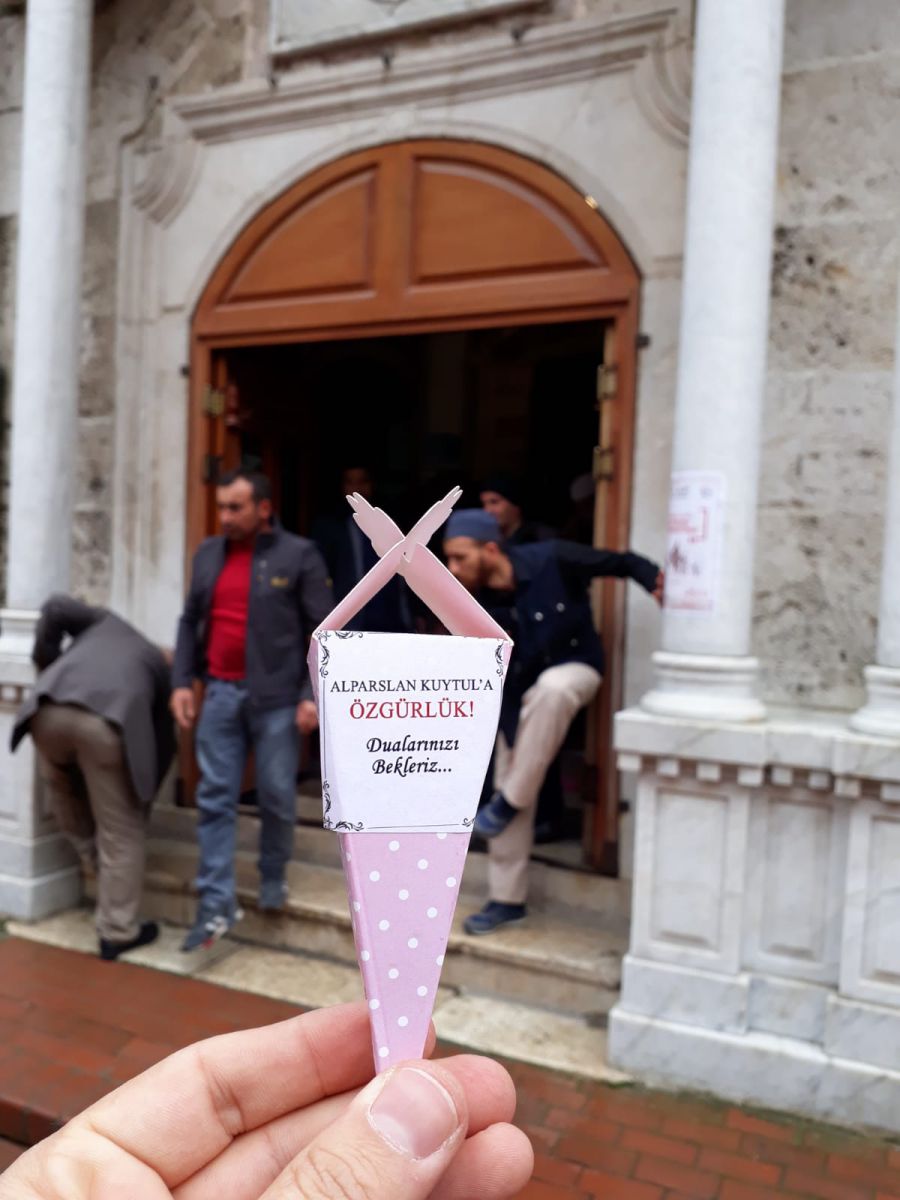 ALPARSLAN KUYTUL'A
ÖZGÜRLÜK!
Dualarınızı
Bekleriz...